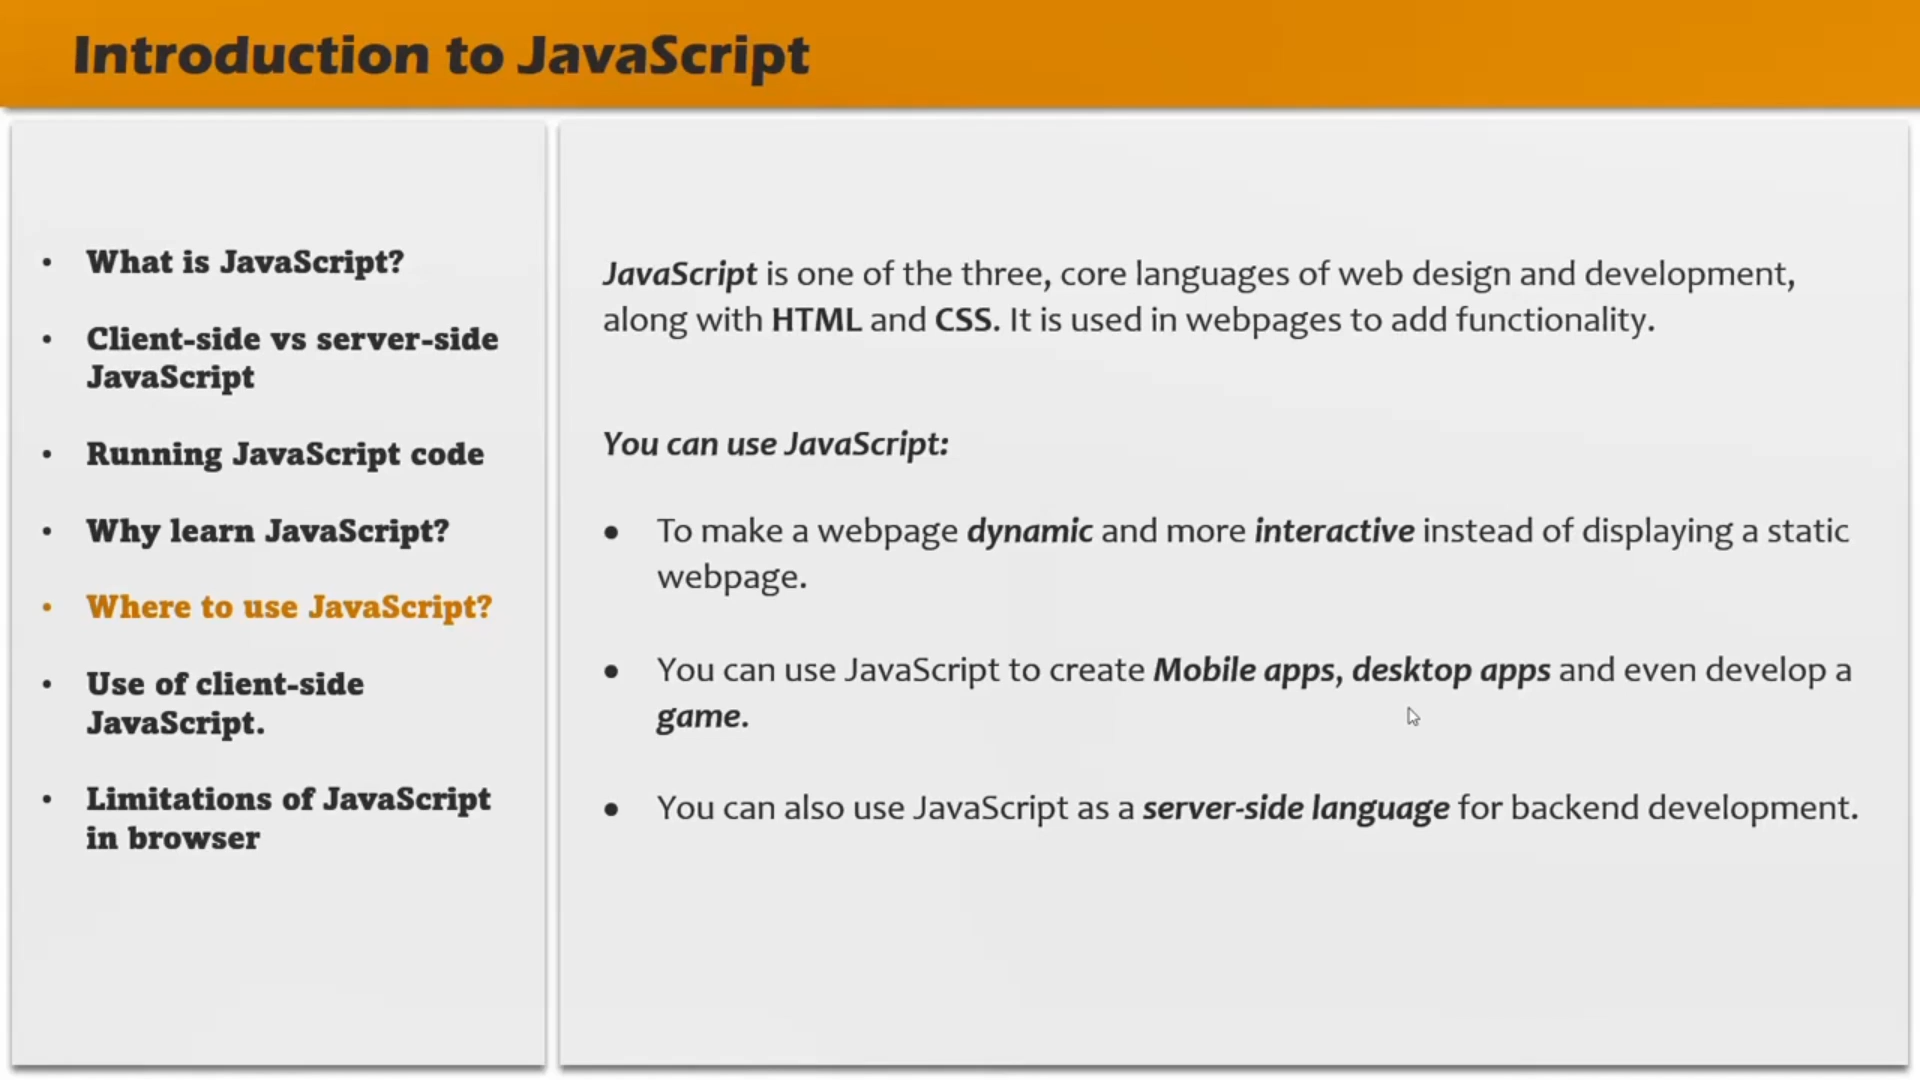 Introduction to JavaScript
• What is JavaScript?
• Client-side vs server-side
JavaScript
• Running JavaScript code
• Why learn JavaScript?
• Where to use JavaScript?
• Use of client-side
JavaScript.
• Limitations of JavaScript
in browser
JavaScript is one of the three, core languages of web design and development,
along with HTML and CSS. It is used in webpages to add functionality.
You can use JavaScript:
• To make a webpage dynamic and more interactive instead of displaying a static
webpage.
• You can use JavaScript to create Mobile apps, desktop apps and even develop a
game.
• You can also use JavaScript as a server-side language for backend development.